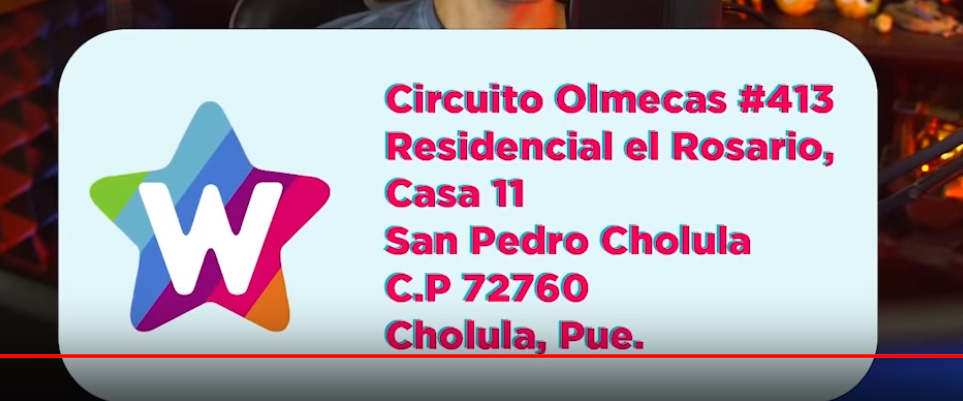 W
Circuito Olmecas #413
Residencial el Rosario,
Casa 11
San Pedro Cholula
C.P 72760
Cholula, Pue.